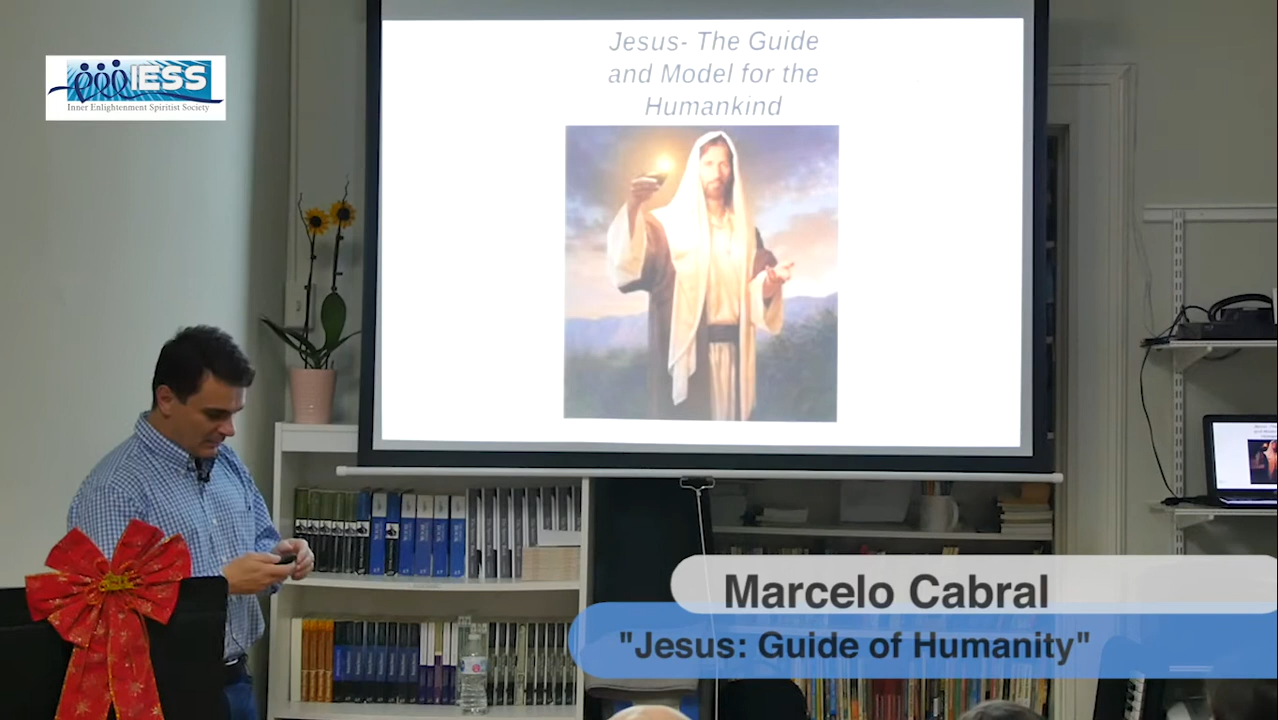 IESS
Inner Enlightenment Spiritist Society
Jesus- The Guide
and Model for the
Humankind
Marcelo Cabral
"Jesus: Guide of Humanity"